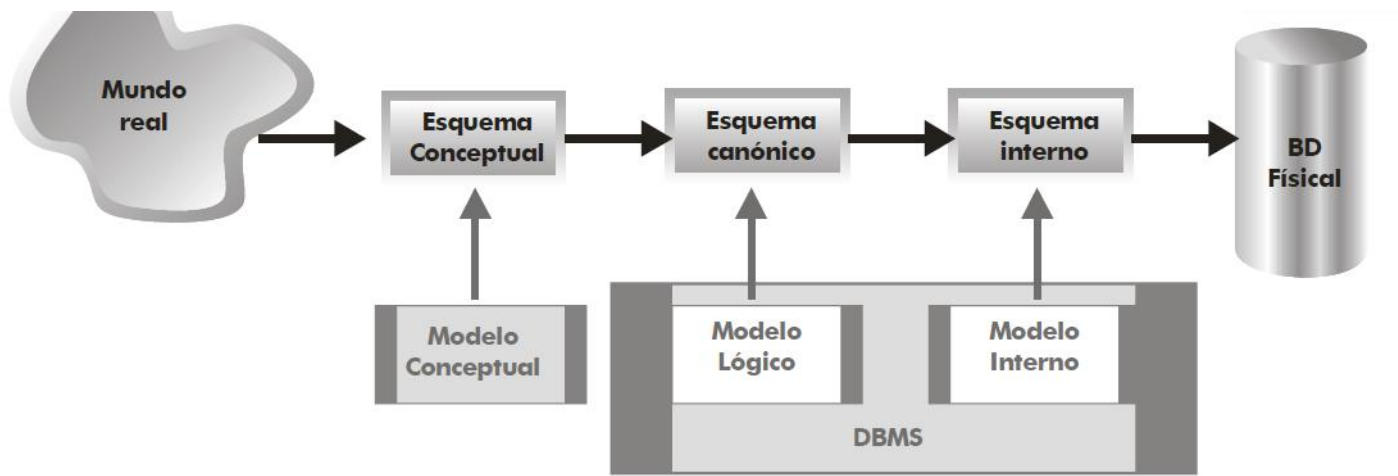 Mundo
real
Esquema
Conceptual
Esquema
canónico
Esquema
interno
BD
Físical
Modelo
Conceptual
Modelo
Lógico
Modelo
Interno
DBMS